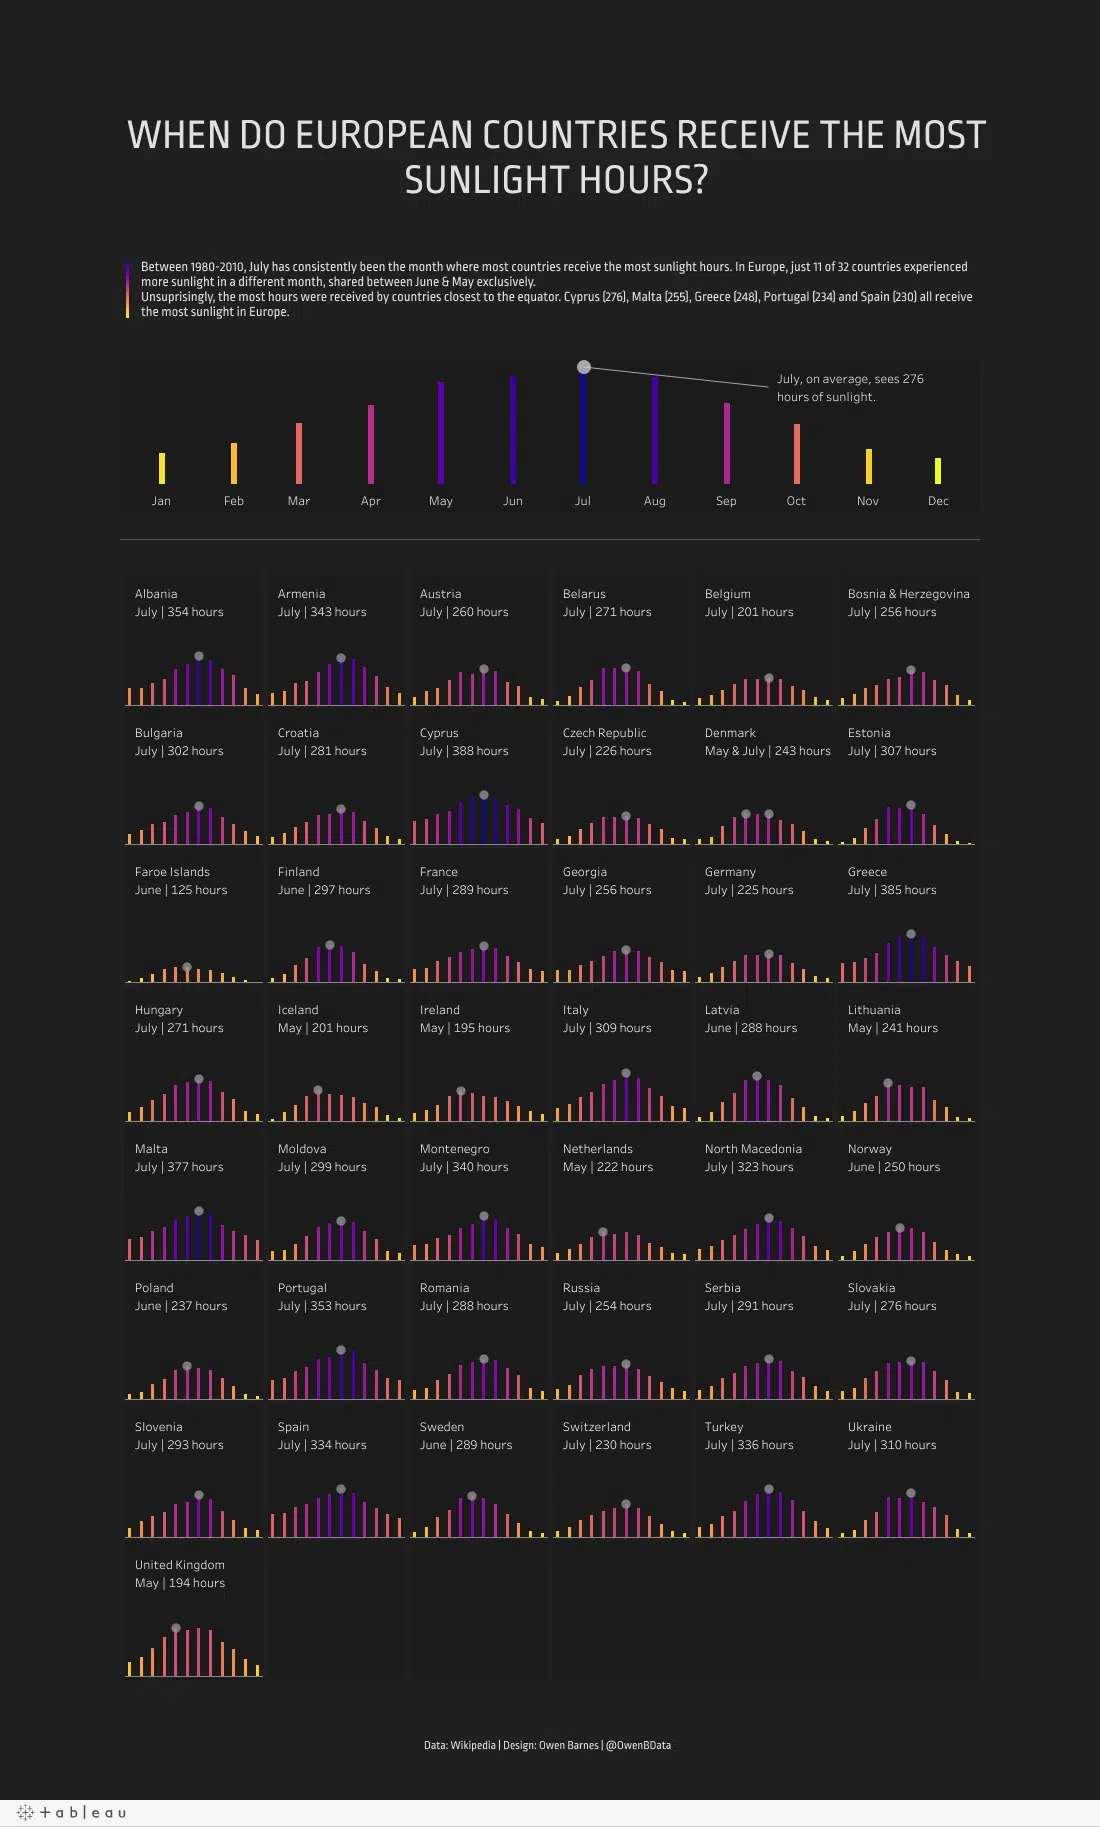 WHEN DO EUROPEAN COUNTRIES RECEIVE THE MOST
SUNLIGHT HOURS?
Between 1980-2010, July has consistently been the month where most countries receive the most sunlight hours. In Europe, just 11 of 32 countries experienced
more sunlight in a different month, shared between June & May exclusively.
Unsuprisingly, the most hours were received by countries closest to the equator. Cyprus (276), Malta (255), Greece (248), Portugal (234) and Spain (230) all receive
the most sunlight in Europe.
July, on average, sees 276
hours of sunlight.
Jan Feb Mar Apr May Jun Jul Aug Sep Oct Nov Dec
Albania
July | 354 hours
Armenia
July | 343 hours
Austria
July | 260 hours
Belarus
July | 271 hours
Belgium
July | 201 hours
Bosnia & Herzegovina
July | 256 hours
Bulgaria
July | 302 hours
Croatia
July | 281 hours
Cyprus
July | 388 hours
Czech Republic
July | 226 hours
Denmark
May & July | 243 hours
Estonia
July | 307 hours
Faroe Islands
June | 125 hours
Finland
June | 297 hours
France
July | 289 hours
Georgia
July | 256 hours
Germany
July | 225 hours
Greece
July | 385 hours
Hungary
July | 271 hours
Iceland
May | 201 hours
Ireland
May | 195 hours
Italy
July | 309 hours
Latvia
June | 288 hours
Lithuania
May | 241 hours
Malta
July | 377 hours
Moldova
July | 299 hours
Montenegro
July | 340 hours
Netherlands
May | 222 hours
North Macedonia
July | 323 hours
Norway
June | 250 hours
Poland
June | 237 hours
Portugal
July | 353 hours
Romania
July | 288 hours
Russia
July | 254 hours
Serbia
July | 291 hours
Slovakia
July | 276 hours
Slovenia
July | 293 hours
Spain
July | 334 hours
Sweden
June | 289 hours
Switzerland
July | 230 hours
Turkey
July | 336 hours
Ukraine
July | 310 hours
United Kingdom
May | 194 hours
Data: Wikipedia | Design: Owen Barnes | @OwenBData
+ableau